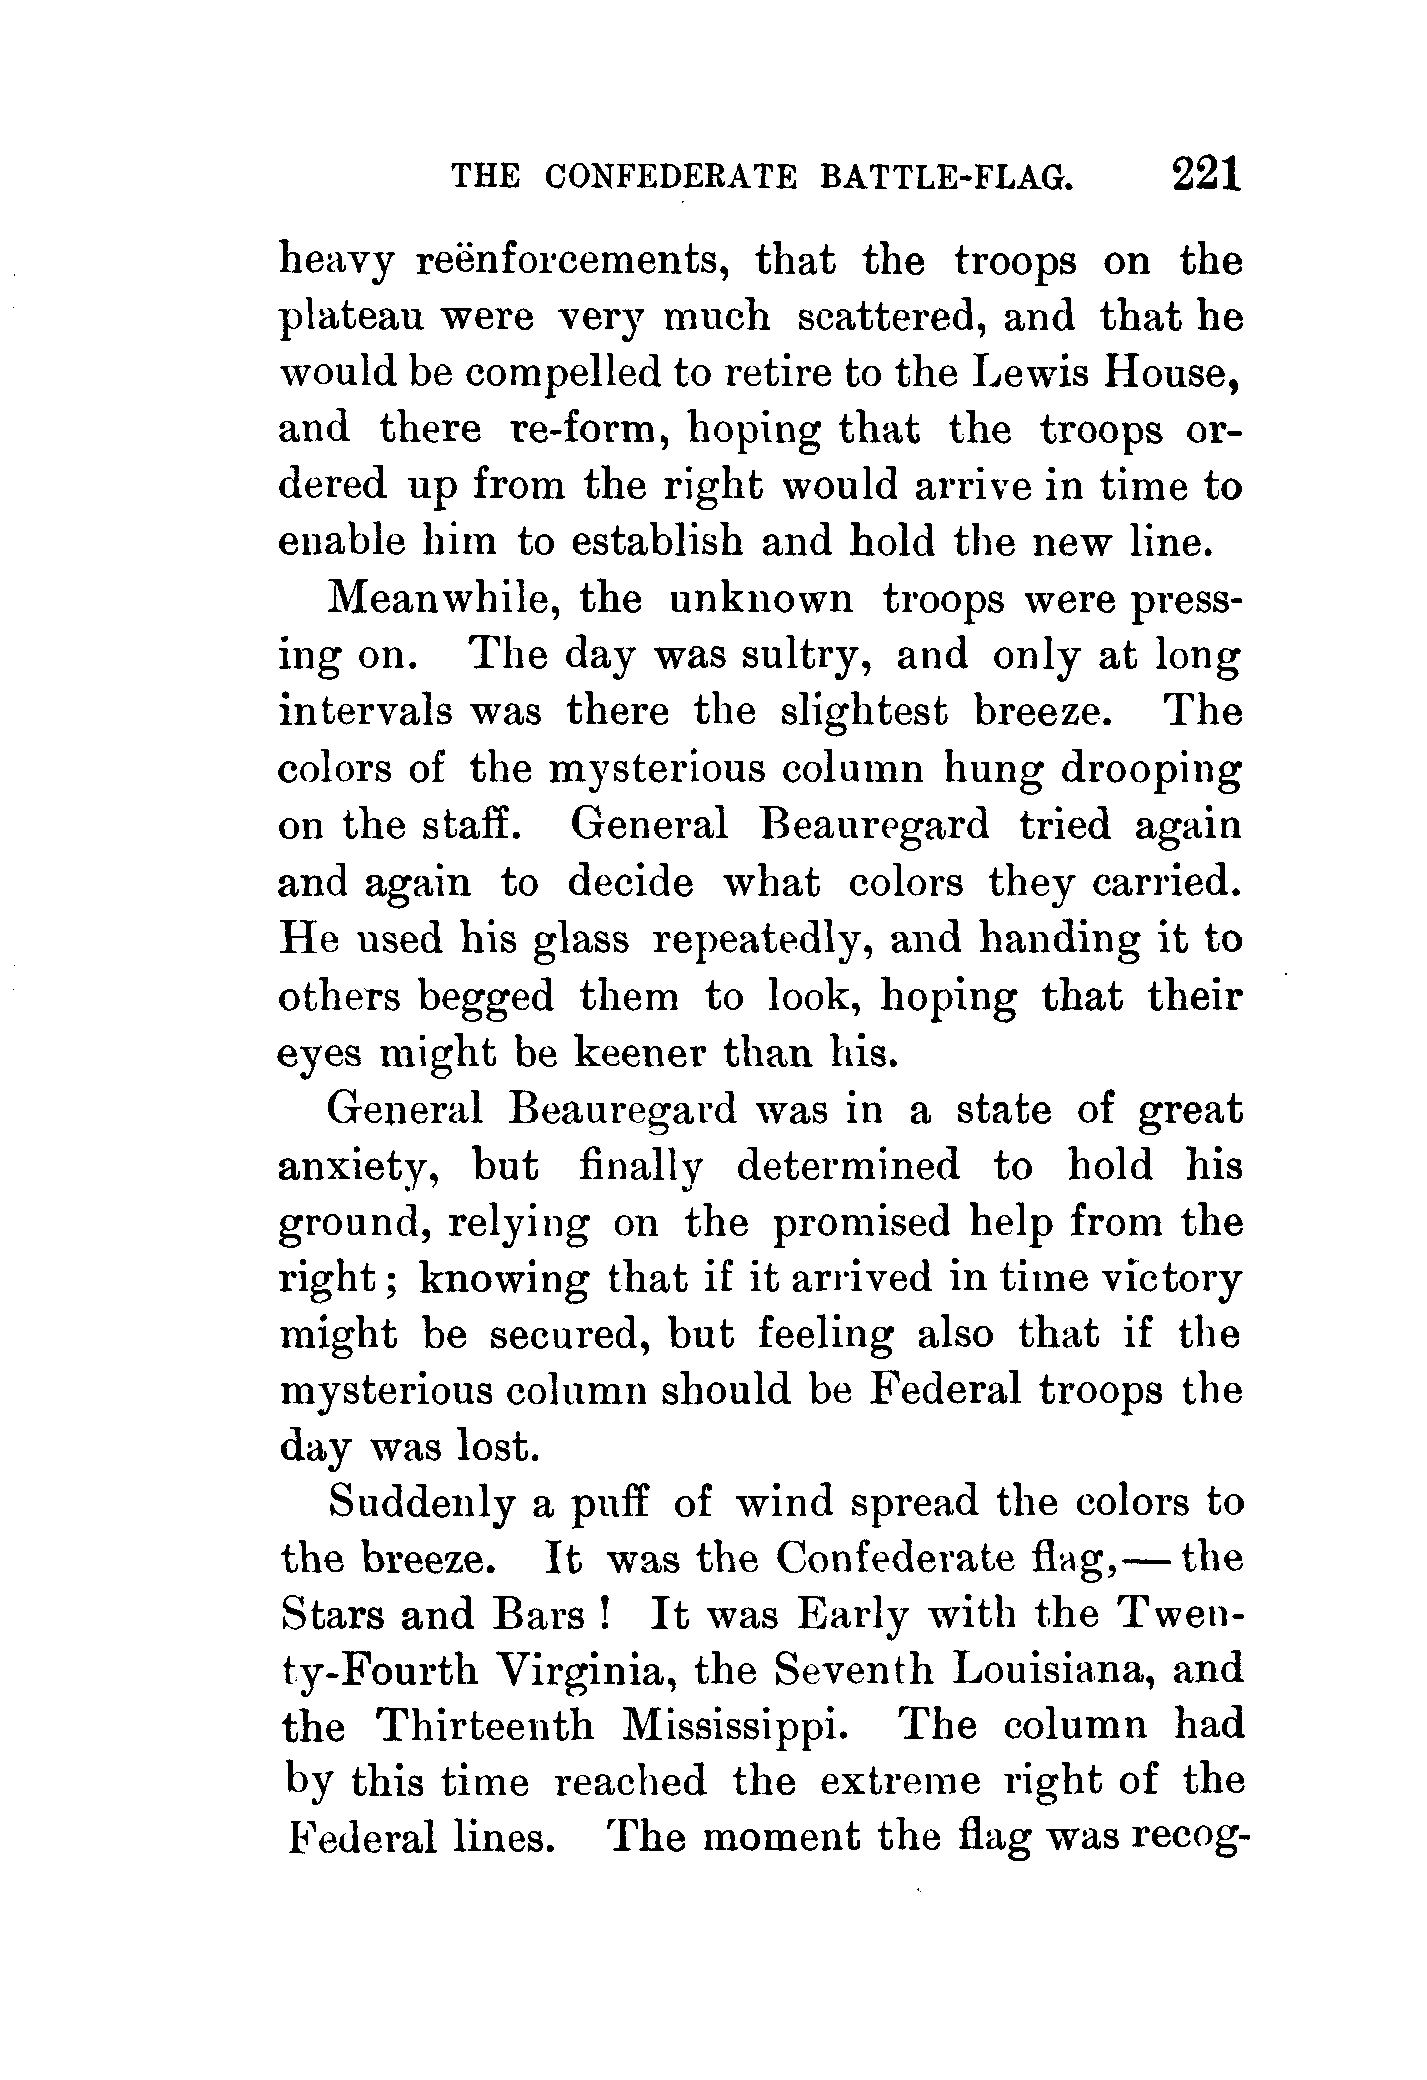 THE CONFEDERATE BATTLE-FLAG. 221
heavy reënforcements, that the troops on the
plateau were very much scattered, and that he
would be compelled to retire to the Lewis House,
and there re-form, hoping that the troops or-
dered up from the right would arrive in time to
enable him to establish and hold the new line.
Meanwhile, the unknown troops were press-
ing on. The day was sultry, and only at long
intervals was there the slightest breeze. The
colors of the mysterious column hung drooping
on the staff. General Beauregard tried again
and again to decide what colors they carried.
He used his glass repeatedly, and handing it to
others begged them to look, hoping that their
eyes might be keener than his.
General Beauregard was in a state of great
anxiety, but finally determined to hold his
ground, relying on the promised help from the
right; knowing that if it arrived in time victory
might be secured, but feeling also that if the
mysterious column should be Federal troops the
day was lost.
Suddenly a puff of wind spread the colors to
the breeze. It was the Confederate flag,— the
Stars and Bars ! It was Early with the Twen-
ty-Fourth Virginia, the Seventh Louisiana, and
the Thirteenth Mississippi. The column had
by this time reached the extreme right of the
Federal lines. The moment the flag was recog-